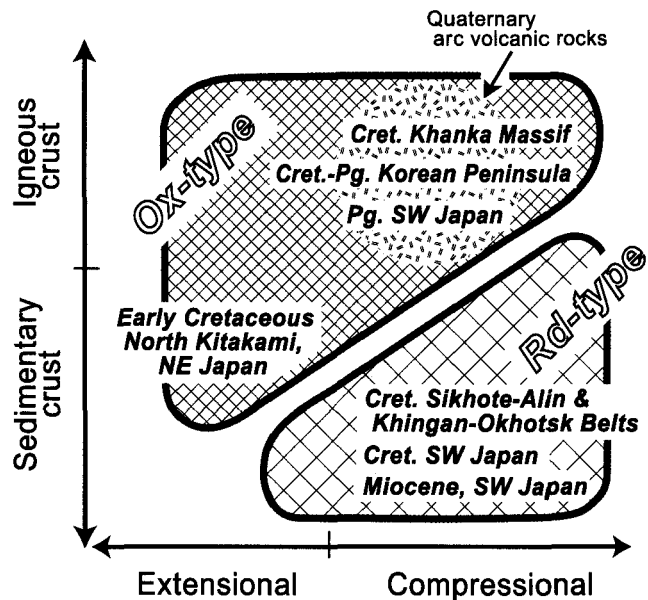 Quaternary
arc volcanic rocks
Igneous
crust
Ox-type
Cret. Khanka Massif
Cret.-Pg. Korean Peninsula
Pg. SW Japan
Sedimentary
crust
Early Cretaceous
North Kitakami,
NE Japan
Rd-type
Cret. Sikhote-Alin &
Khingan-Okhotsk Belts
Cret. SW Japan
Miocene, SW Japan
Extensional
Compressional